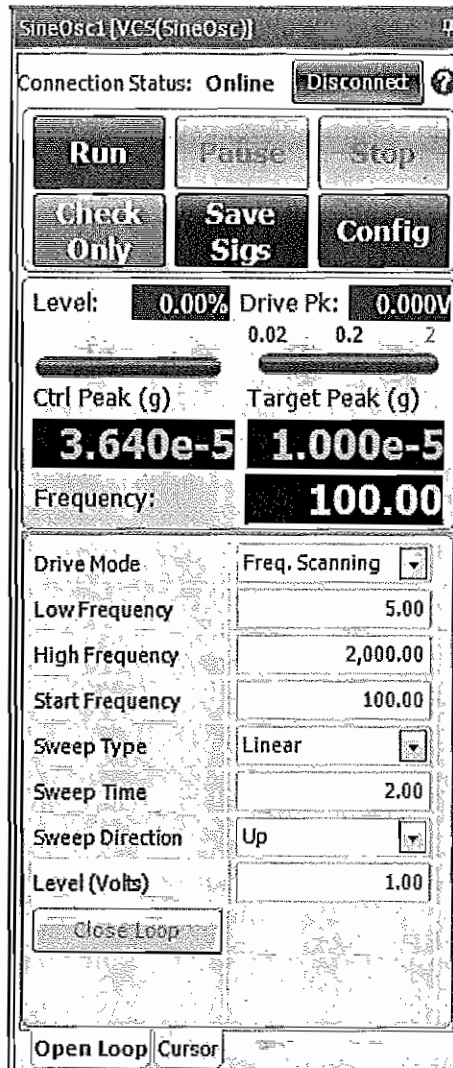 SineOsc1 [VCS(SineOsc)]
Connection Status: Online Disconnect ?
Run Pause Stop
Check Only Save Sigs Config
Level: 0.00% Drive Pk: 0.000V
0.02 0.2 2
Ctrl Peak (g) Target Peak (g)
3.640e-5 1.000e-5
Frequency: 100.00
Drive Mode Freq. Scanning
Low Frequency 5.00
High Frequency 2,000.00
Start Frequency 100.00
Sweep Type Linear
Sweep Time 2.00
Sweep Direction Up
Level (Volts) 1.00
Close Loop
Open Loop Cursor